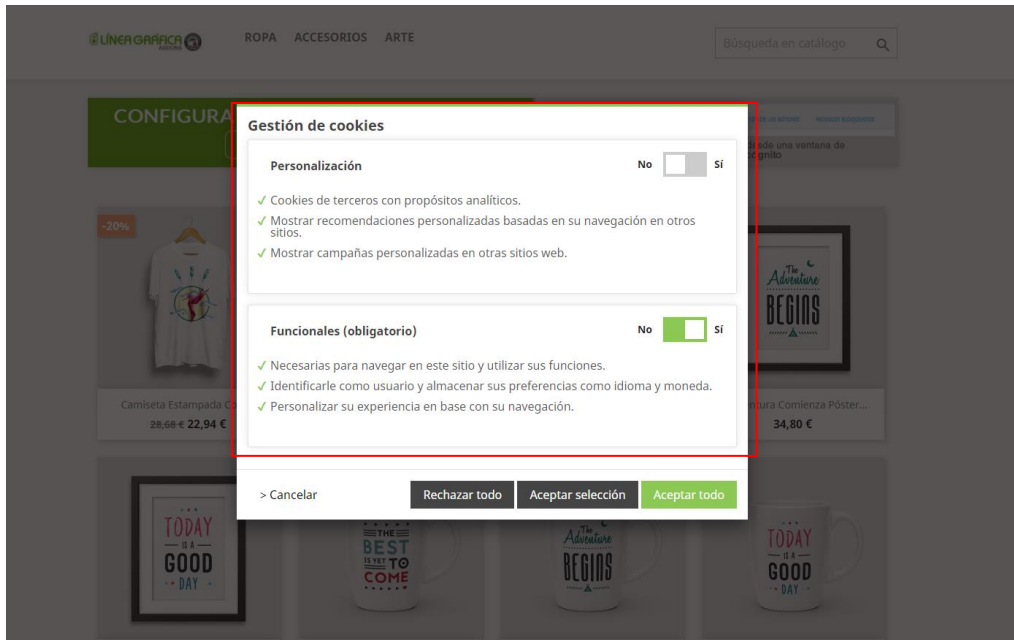 LÍNEA GRÁFICA
ROPA ACCESORIOS ARTE
Búsqueda en catálogo
CONFIGURA
desde una ventana de
Gestión de cookies
Personalización
No Sí
Cookies de terceros con propósitos analíticos.
Mostrar recomendaciones personalizadas basadas en su navegación en otros
sitios.
Mostrar campañas personalizadas en otras sitios web.
Funcionales (obligatorio)
No Sí
Necesarias para navegar en este sitio y utilizar sus funciones.
Identificarle como usuario y almacenar sus preferencias como idioma y moneda.
Personalizar su experiencia en base con su navegación.
> Cancelar
Rechazar todo
Aceptar selección
Aceptar todo
-20%
Camiseta Estampada
28,68 € 22,94 €
The
Adventure
BEGINS
Comienza Póster...
34,80 €
TODAY
IS A
GOOD
DAY
THE
BEST
IS YET TO
COME
The
Adventure
BEGINS
TODAY
IS A
GOOD
DAY